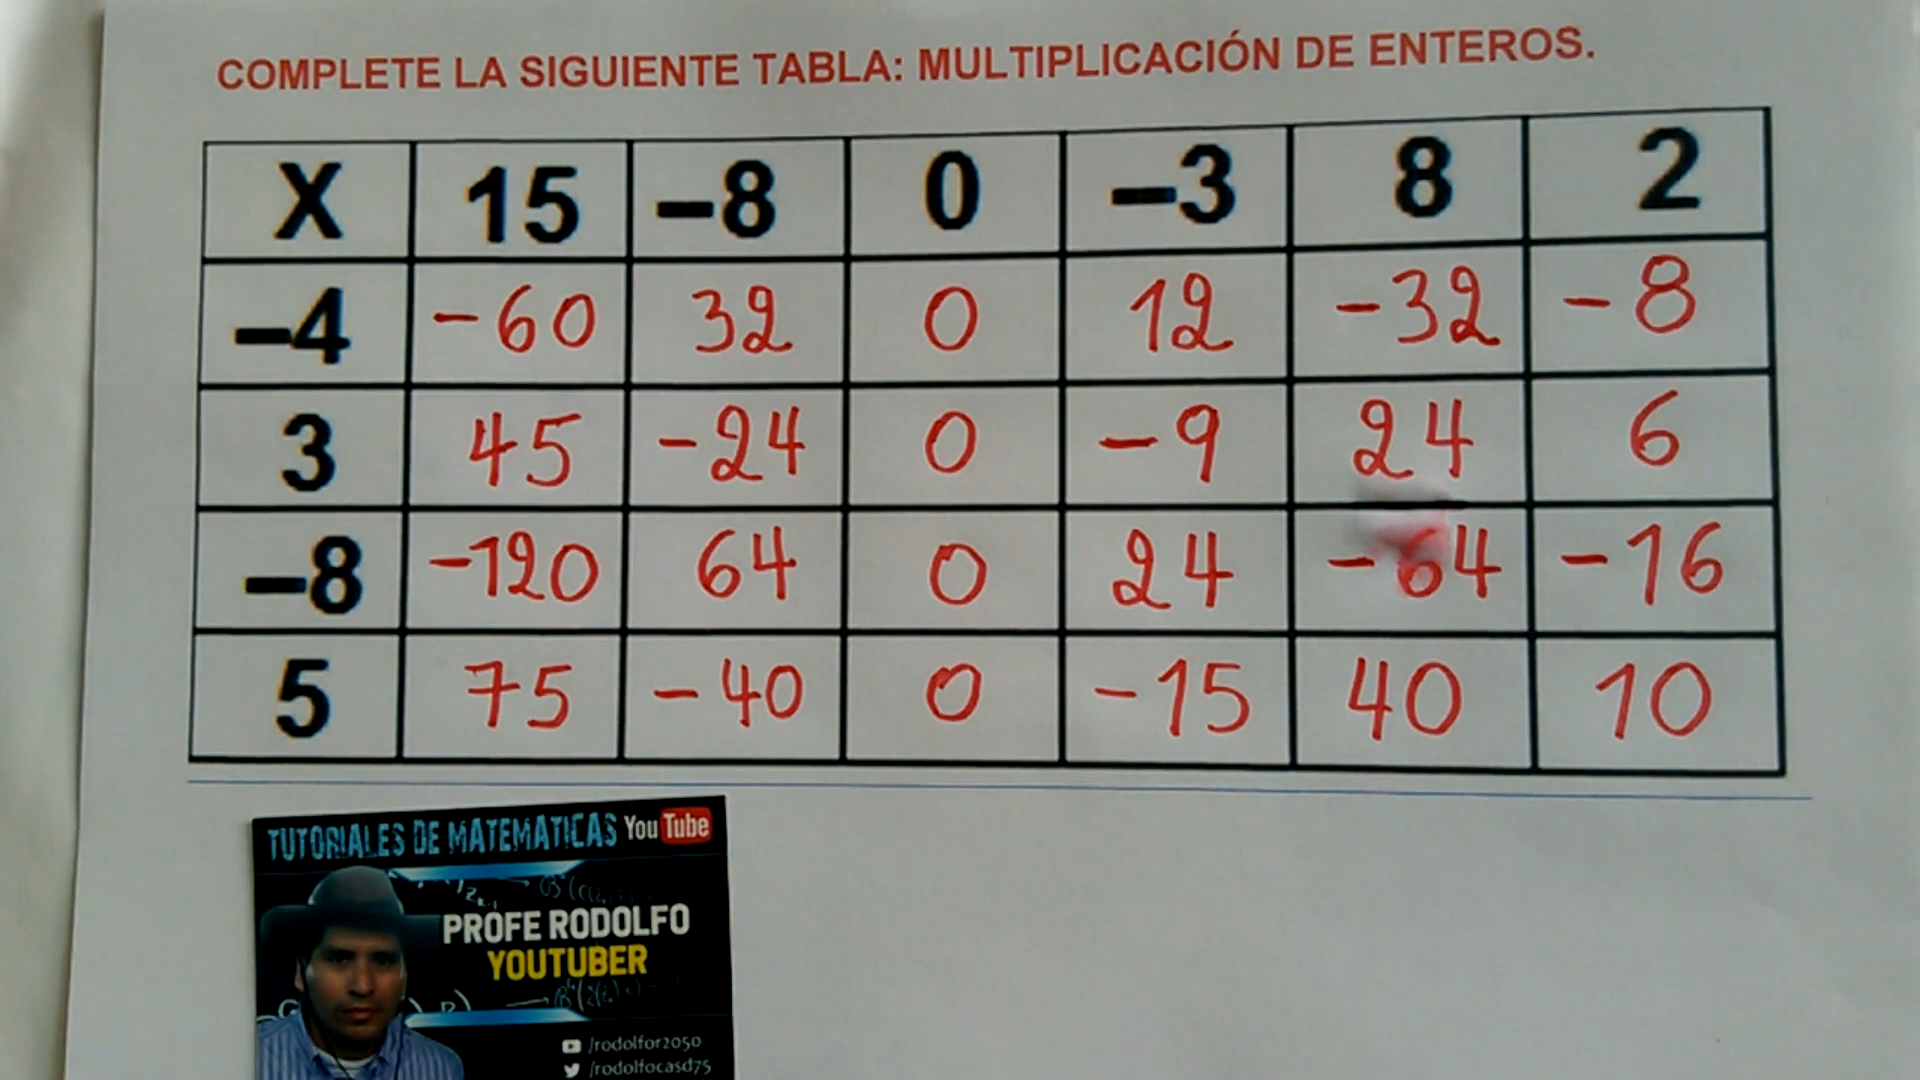 COMPLETE LA SIGUIENTE TABLA: MULTIPLICACIÓN DE ENTEROS.
X 15 –8 0 –3 8 2
–4 -60 32 0 12 -32 -8
3 45 -24 0 -9 24 6
–8 -120 64 0 24 -64 -16
5 75 -40 0 -15 40 10
TUTORIALES DE MATEMATICAS YouTube
PROFE RODOLFO
YOUTUBER
/rodolfor2050
/rodolfocasd75